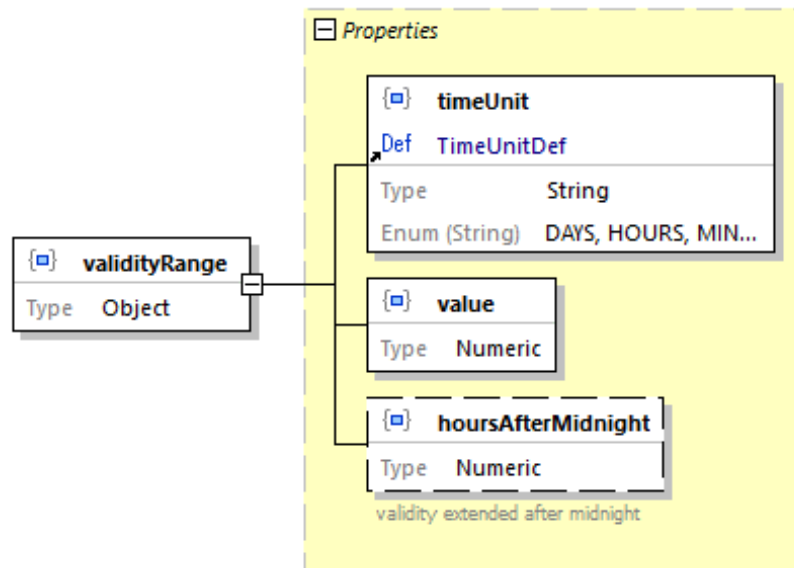 Properties
timeUnit
Def TimeUnitDef
Type String
Enum (String) DAYS, HOURS, MIN...
validityRange
Type Object
value
Type Numeric
hoursAfterMidnight
Type Numeric
validity extended after midnight